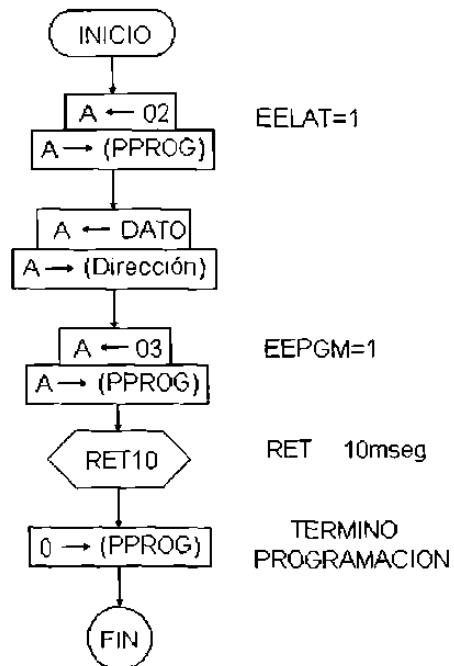 INICIO
A ← 02
EELAT=1
A → (PPROG)
A ← DATO
A → (Dirección)
A ← 03
EEPGM=1
A → (PPROG)
RET10
RET 10mseg
0 → (PPROG)
TERMINO
PROGRAMACION
FIN